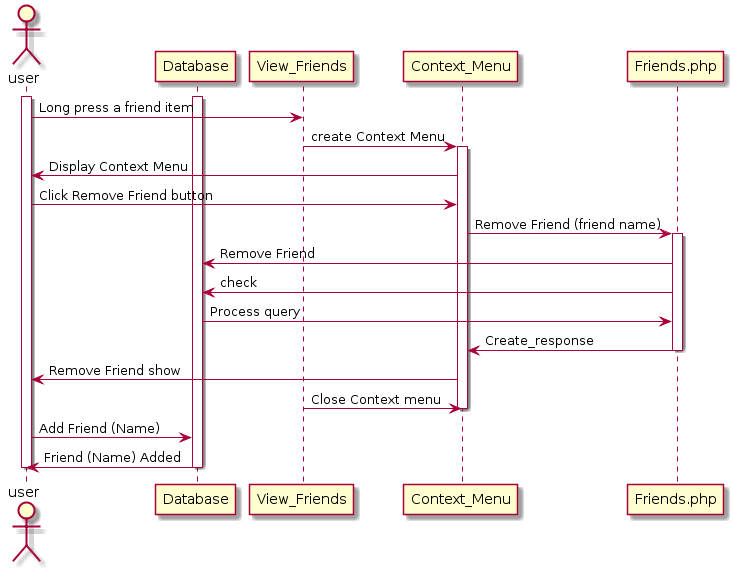 user
Database
View_Friends
Context_Menu
Friends.php
Long press a friend item
create Context Menu
Display Context Menu
Click Remove Friend button
Remove Friend (friend name)
Remove Friend
check
Process query
Create_response
Remove Friend show
Close Context menu
Add Friend (Name)
Friend (Name) Added
user
Database
View_Friends
Context_Menu
Friends.php